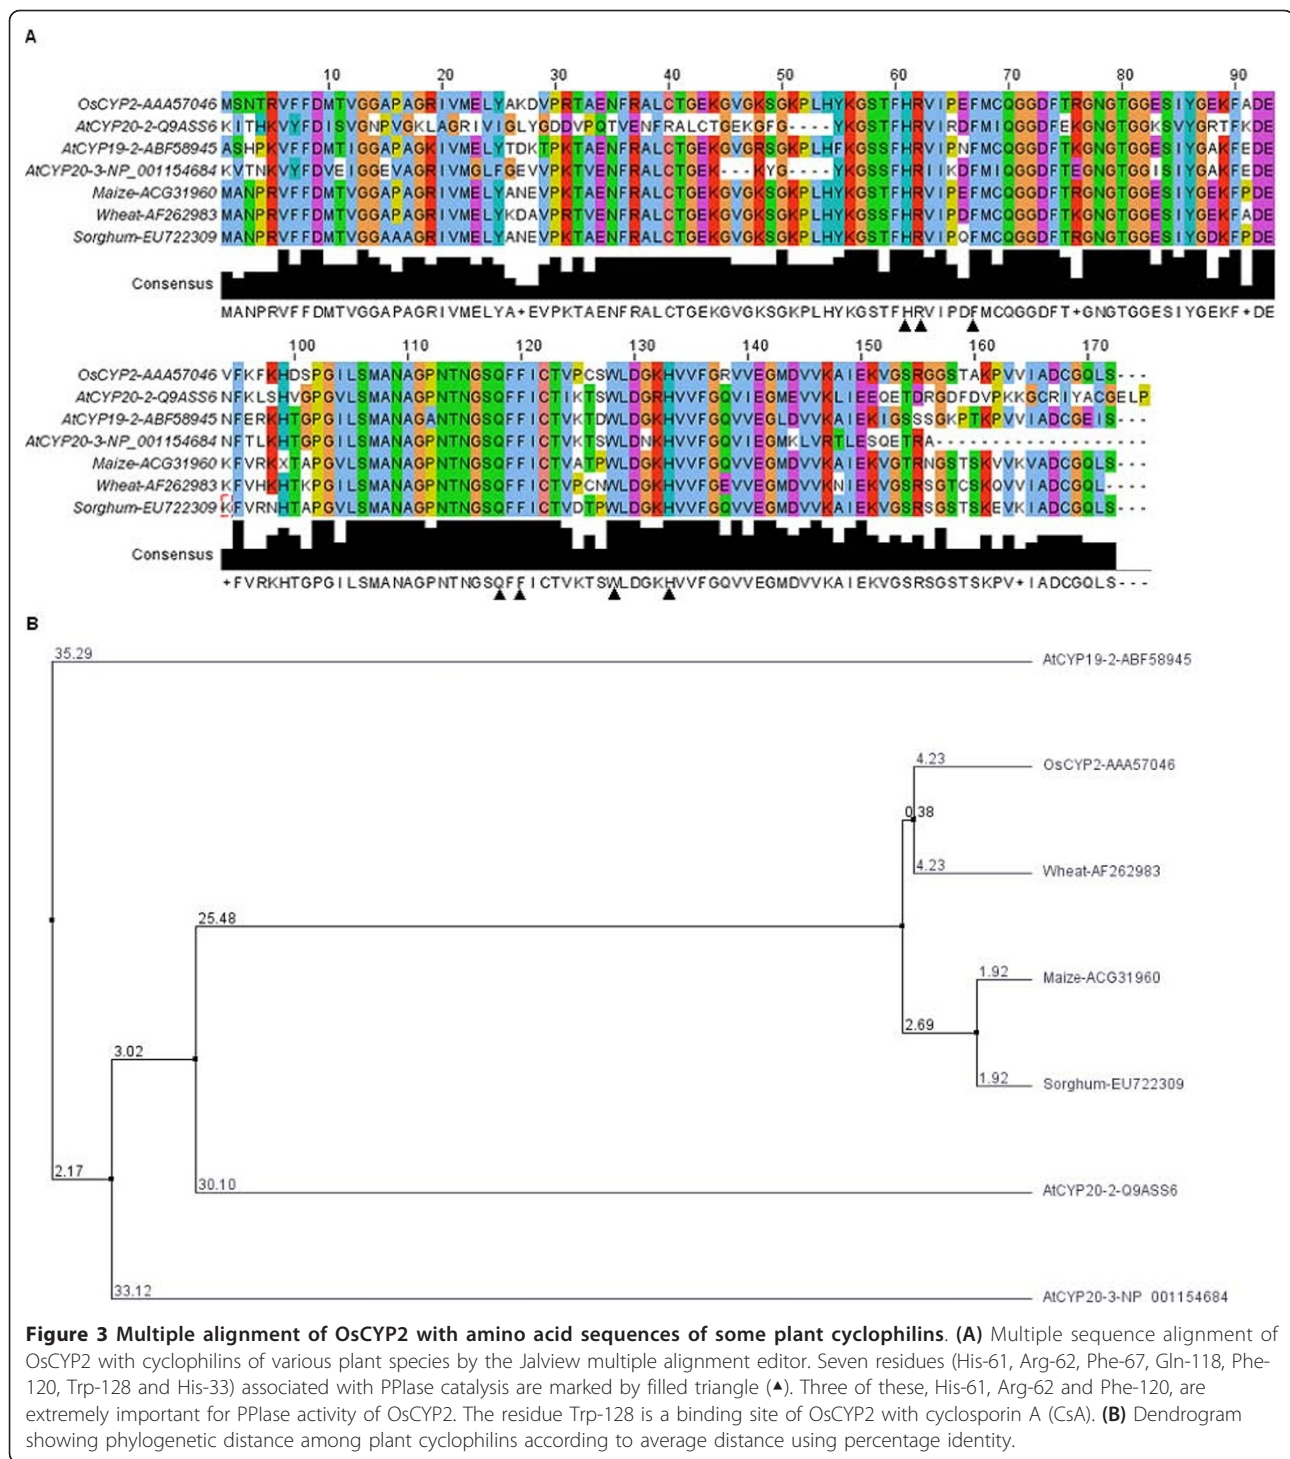 A
10 20 30 40 50 60 70 80 90
OsCYP2-AAA57046 MSNTRVFFDMTVGGAPAGRIVMELYAKDVPRTAENFRALCTGEKGVGKSGKPLHYKGSTFHRVIPEFMCQGGDFTRGNGTGGESIYGEKFADE
AtCYP20-2-Q9ASS6 KITHKVYFDISVGNPVGKLAGRIVIGLYGDDVPQTVENFRALCTGEKGFG----YKGSTFHRVIRDFMIQGGDFEKGNGTGGKSVYGRTFKDE
AtCYP19-2-ABF58945 ASHPKVFFDMTIGGAPAGKIVMELYTDKTPKTAENFRALCTGEKGVGRSGKPLHFKGSSFHRVIPNFMCQGGDFTKGNGTGGESIYGAKFEDE
AtCYP20-3-NP_001154684 KVTNKVYFDVEIGGEVAGRIVMGLFGEVVPKTVENFRALCTGEK---KYG----YKGSSFHRIIKDFMIQGGDFTEGNGTGGISIYGAKFEDE
Maize-ACG31960 MANPRVFFDMTVGGAPAGRIVMELYANEVPKTAENFRALCTGEKGVGKSGKPLHYKGSTFHRVIPEFMCQGGDFTRGNGTGGESIYGEKFPDE
Wheat-AF262983 MANPRVFFDMTVGGAPAGRIVMELYKDAVPRTVENFRALCTGEKGVGKSGKPLHYKGSSFHRVIPDFMCQGGDFTRGNGTGGESIYGEKFADE
Sorghum-EU722309 MANPRVFFDMTVGGAAAGRIVMELYANEVPKTAENFRALCTGEKGVGKSGKPLHYKGSTFHRVIPQFMCQGGDFTRGNGTGGESIYGDKFPDE
Consensus
MANPRVFFDMTVGGAPAGRIVMELYA+EVPKTAENFRALCTGEKGVGKSGKPLHYKGSTFHRVIPDFMCQGGDFT+GNGTGGESIYGEKF+DE
100 110 120 130 140 150 160 170
OsCYP2-AAA57046 VFKFKHDSPGILSMANAGPNTNGSQFFICTVPCSWLDGKHVVFGRVVEGMDVVKAIEKVGSRGGSTAKPVVIADCGQLS---
AtCYP20-2-Q9ASS6 NFKLSHVGPGVLSMANAGPNTNGSQFFICTIKTSWLDGRHVVFGQVIEGMEVVKLIEEQETDRGDFDVPKKGCRIYACGELP
AtCYP19-2-ABF58945 NFERKHTGPGILSMANAGANTNGSQFFICTVKTDWLDGKHVVFGQVVEGLDVVKAIEKIGSSSGKPTKPVVIADCGEIS---
AtCYP20-3-NP_001154684 NFTLKHTGPGILSMANAGPNTNGSQFFICTVKTSWLDNKHVVFGQVIEGMKLVRTLESQETRA-------------------
Maize-ACG31960 KFVRKXTAPGVLSMANAGPNTNGSQFFICTVATPWLDGKHVVFGQVVEGMDVVKAIEKVGTRNGSTSKVVKVADCGQLS---
Wheat-AF262983 KFVHKHTKPGILSMANAGPNTNGSQFFICTVPCNWLDGKHVVFGEVVEGMDVVKNIEKVGSRSGTCSKQVVIADCGQL----
Sorghum-EU722309 KFVRNHTAPGVLSMANAGPNTNGSQFFICTVDTPWLDGKHVVFGQVVEGMDVVKAIEKVGSRSGSTSKEVKIADCGQLS---
Consensus
+FVRKHTGPGILSMANAGPNTNGSQFFICTVKTSWLDGKHVVFGQVVEGMDVVKAIEKVGSRSGSTSKPV+IADCGQLS---
B
35.29 AtCYP19-2-ABF58945
4.23 OsCYP2-AAA57046
0.38
4.23 Wheat-AF262983
25.48
1.92 Maize-ACG31960
2.69
3.02
1.92 Sorghum-EU722309
2.17
30.10 AtCYP20-2-Q9ASS6
33.12 AtCYP20-3-NP 001154684
Figure 3 Multiple alignment of OsCYP2 with amino acid sequences of some plant cyclophilins. (A) Multiple sequence alignment of
OsCYP2 with cyclophilins of various plant species by the Jalview multiple alignment editor. Seven residues (His-61, Arg-62, Phe-67, Gln-118, Phe-
120, Trp-128 and His-33) associated with PPIase catalysis are marked by filled triangle (▲). Three of these, His-61, Arg-62 and Phe-120, are
extremely important for PPIase activity of OsCYP2. The residue Trp-128 is a binding site of OsCYP2 with cyclosporin A (CsA). (B) Dendrogram
showing phylogenetic distance among plant cyclophilins according to average distance using percentage identity.